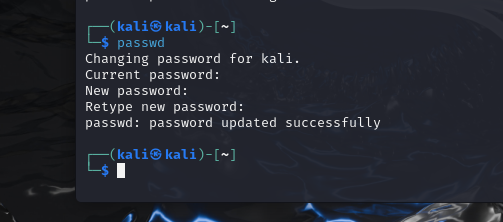 ┌──(kali㉿kali)-[~]
└─$ passwd
Changing password for kali.
Current password:
New password:
Retype new password:
passwd: password updated successfully
┌──(kali㉿kali)-[~]
└─$